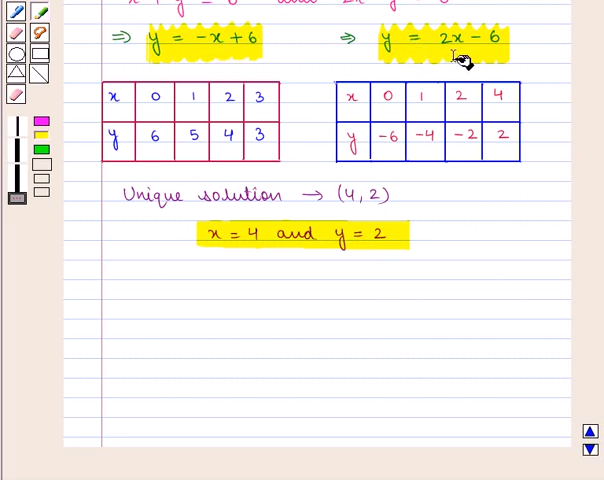 ⇒ y = -x + 6 ⇒ y = 2x - 6
x 0 1 2 3
y 6 5 4 3
x 0 1 2 4
y -6 -4 -2 2
Unique solution → (4, 2)
x = 4 and y = 2